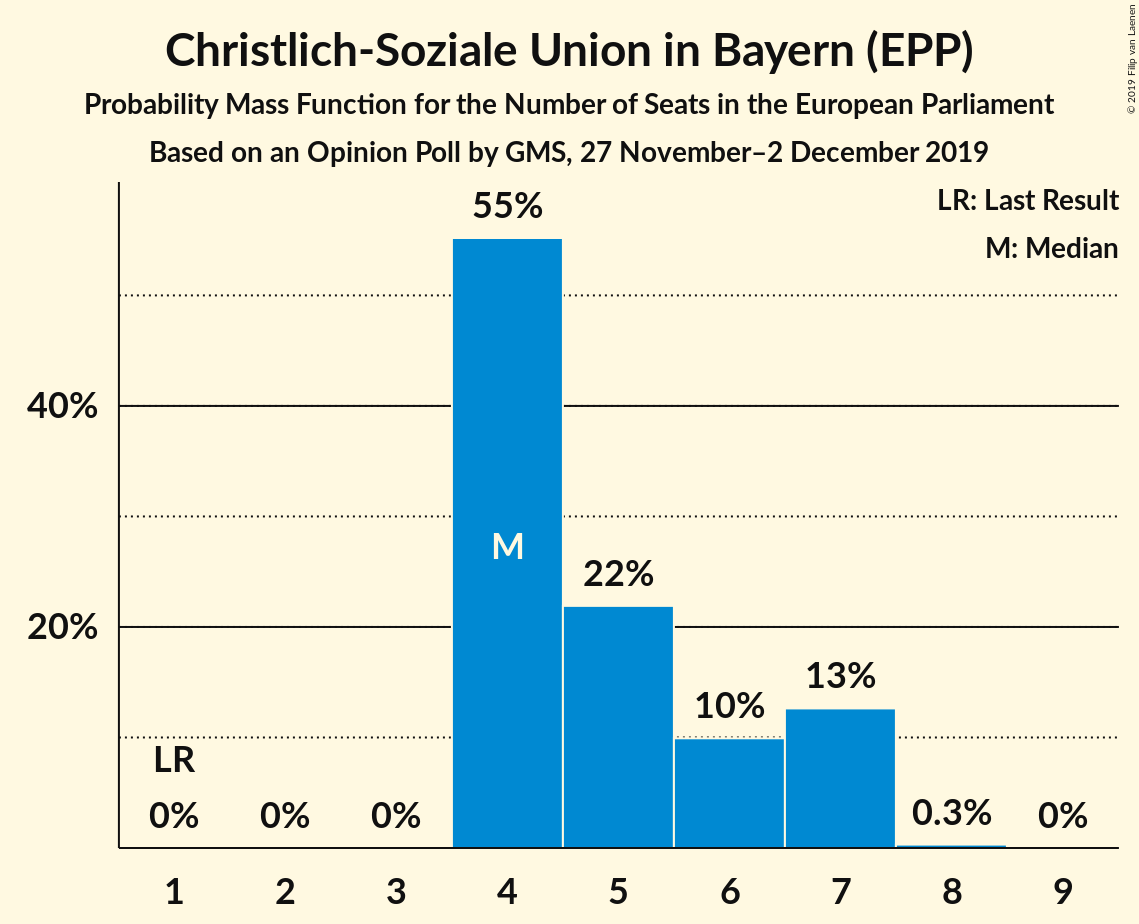 Christlich-Soziale Union in Bayern (EPP)
Probability Mass Function for the Number of Seats in the European Parliament
Based on an Opinion Poll by GMS, 27 November–2 December 2019
© 2019 Filip van Laenen
LR: Last Result
M: Median
55%
40%
M
22%
20%
13%
10%
LR
0%
0%
0%
0.3%
0%
1 2 3 4 5 6 7 8 9